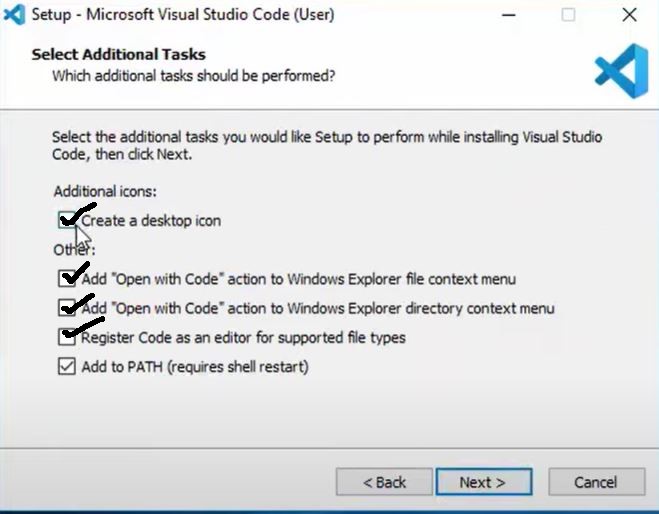 Setup - Microsoft Visual Studio Code (User)
Select Additional Tasks
Which additional tasks should be performed?
Select the additional tasks you would like Setup to perform while installing Visual Studio
Code, then click Next.
Additional icons:
Create a desktop icon
Other:
Add "Open with Code" action to Windows Explorer file context menu
Add "Open with Code" action to Windows Explorer directory context menu
Register Code as an editor for supported file types
Add to PATH (requires shell restart)
< Back
Next >
Cancel